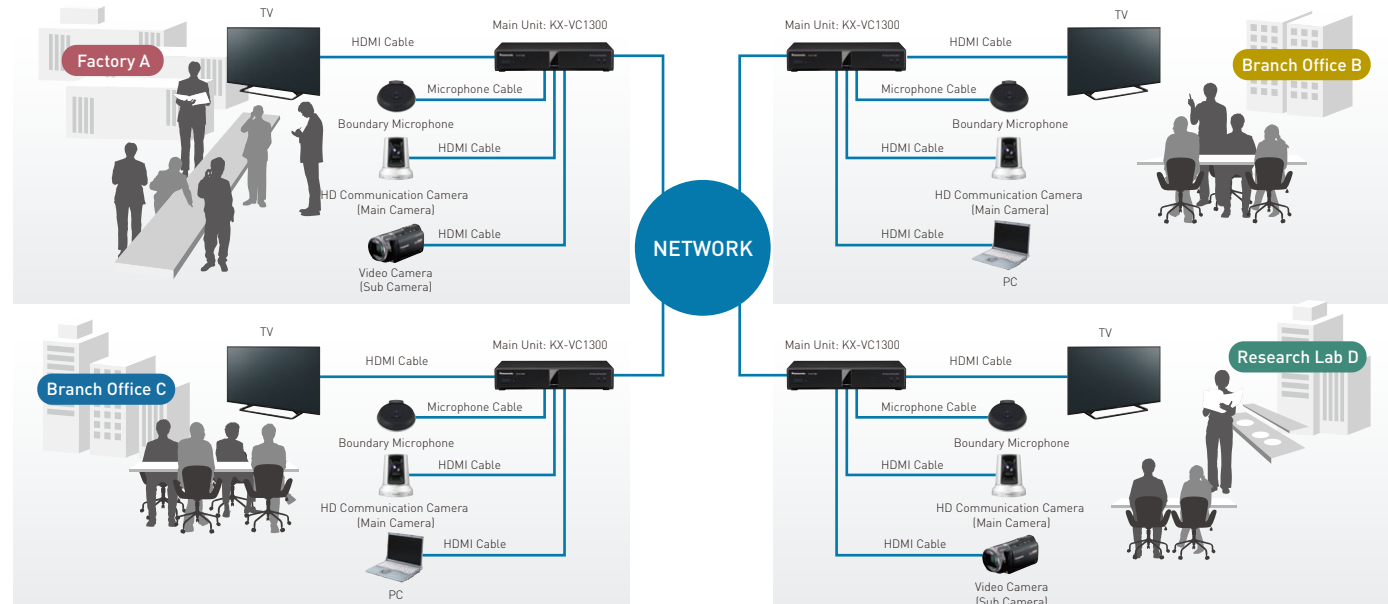 TV
Main Unit: KX-VC1300
HDMI Cable
Factory A
Microphone Cable
Boundary Microphone
HDMI Cable
HD Communication Camera
(Main Camera)
HDMI Cable
Video Camera
(Sub Camera)
Main Unit: KX-VC1300
TV
HDMI Cable
Branch Office B
Microphone Cable
Boundary Microphone
HDMI Cable
HD Communication Camera
(Main Camera)
HDMI Cable
PC
NETWORK
TV
Main Unit: KX-VC1300
HDMI Cable
Branch Office C
Microphone Cable
Boundary Microphone
HDMI Cable
HD Communication Camera
(Main Camera)
HDMI Cable
PC
Main Unit: KX-VC1300
TV
HDMI Cable
Research Lab D
Microphone Cable
Boundary Microphone
HDMI Cable
HD Communication Camera
(Main Camera)
HDMI Cable
Video Camera
(Sub Camera)